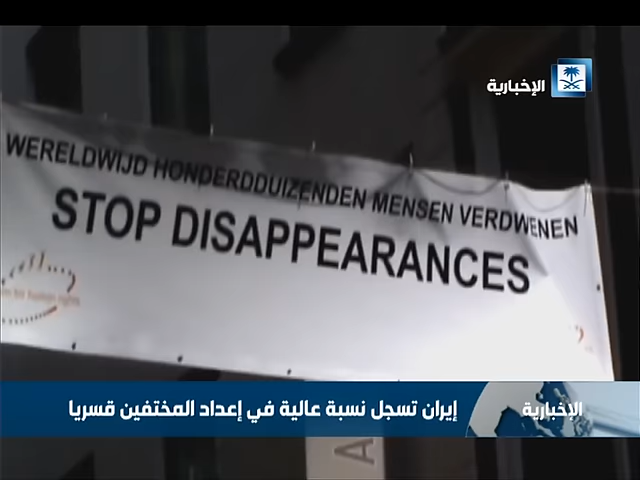 الإخبارية
WERELDWIJD HONDERDDUIZENDEN MENSEN VERDWENEN
STOP DISAPPEARANCES
إيران تسجل نسبة عالية في إعداد المختفين قسريا
الإخبارية
A